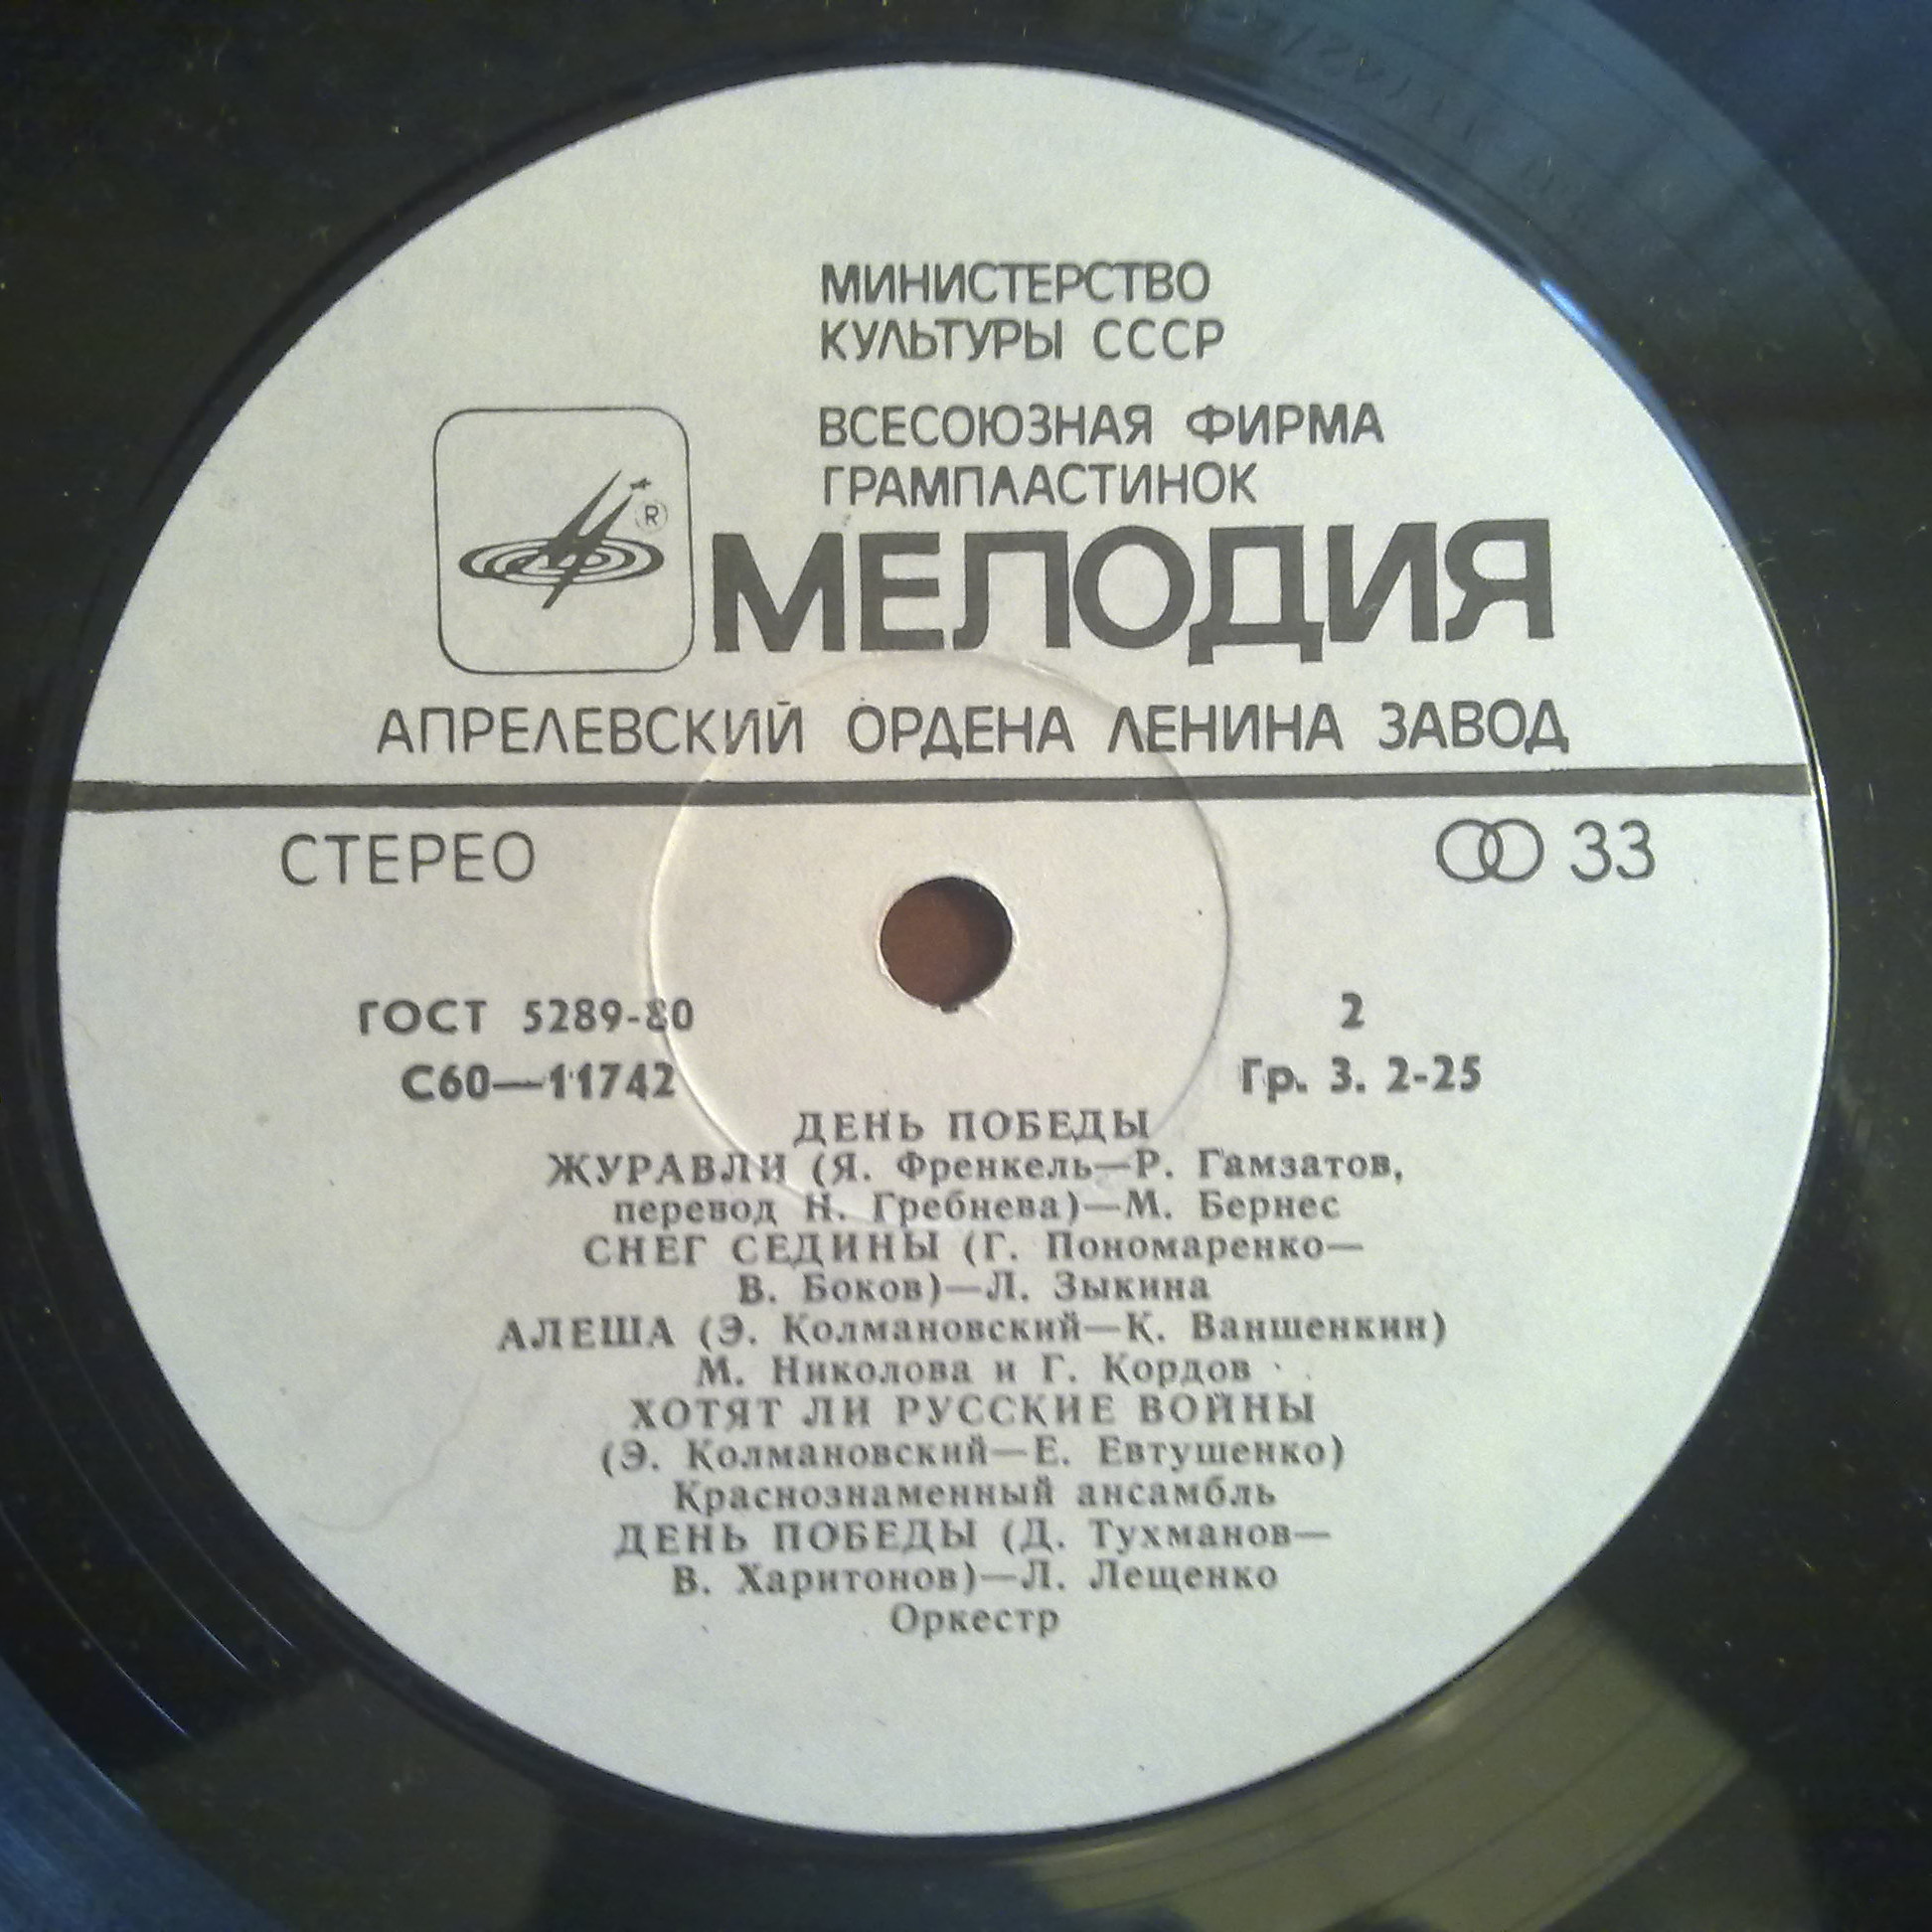 МИНИСТЕРСТВО
КУЛЬТУРЫ СССР
ВСЕСОЮЗНАЯ ФИРМА
ГРАМПЛАСТИНОК
®
МЕЛОДИЯ
АПРЕЛЕВСКИЙ ОРДЕНА ЛЕНИНА ЗАВОД
СТЕРЕО
33
ГОСТ 5289-80
2
С60—11742
Гр. 3. 2-25
ДЕНЬ ПОБЕДЫ
ЖУРАВЛИ (Я. Френкель—Р. Гамзатов,
перевод Н. Гребнева)—М. Бернес
СНЕГ СЕДИНЫ (Г. Пономаренко—
В. Боков)—Л. Зыкина
АЛЕША (Э. Колмановский—К. Ваншенкин)
М. Николова и Г. Кордов
ХОТЯТ ЛИ РУССКИЕ ВОЙНЫ
(Э. Колмановский—Е. Евтушенко)
Краснознаменный ансамбль
ДЕНЬ ПОБЕДЫ (Д. Тухманов—
В. Харитонов)—Л. Лещенко
Оркестр